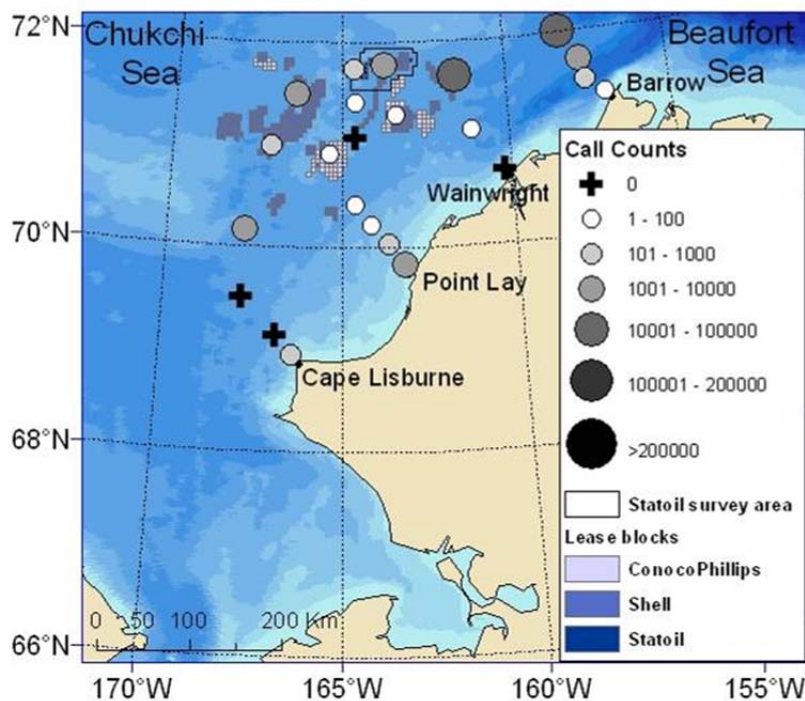 72°N
Chukchi
Sea
Beaufort
Sea
Barrow
Wainwright
70°N
Point Lay
Cape Lisburne
68°N
66°N
0 50 100 200 Km
170°W
165°W
160°W
155°W
Call Counts
0
1 - 100
101 - 1000
1001 - 10000
10001 - 100000
100001 - 200000
>200000
Statoil survey area
Lease blocks
ConocoPhillips
Shell
Statoil